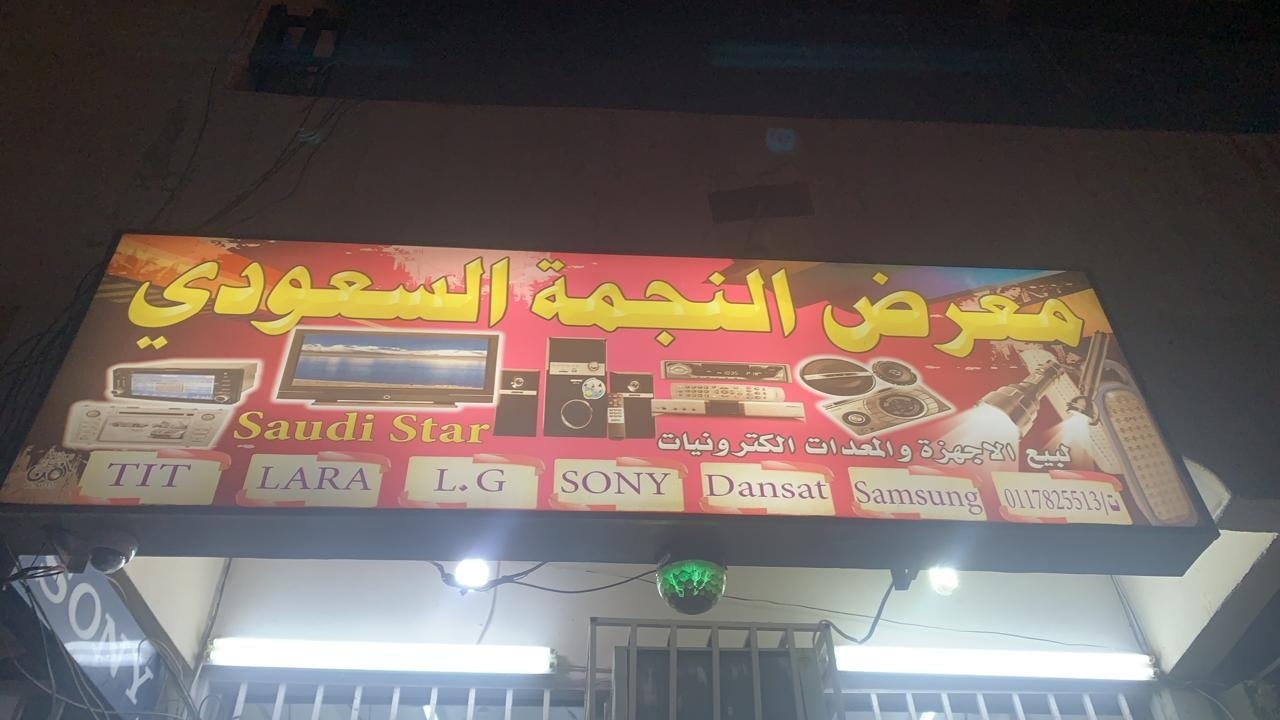 معرض النجمة السعودي
Saudi Star
لبيع الاجهزة والمعدات الكترونيات
TIT LARA L.G SONY Dansat Samsung 0117825513/ت
SONY